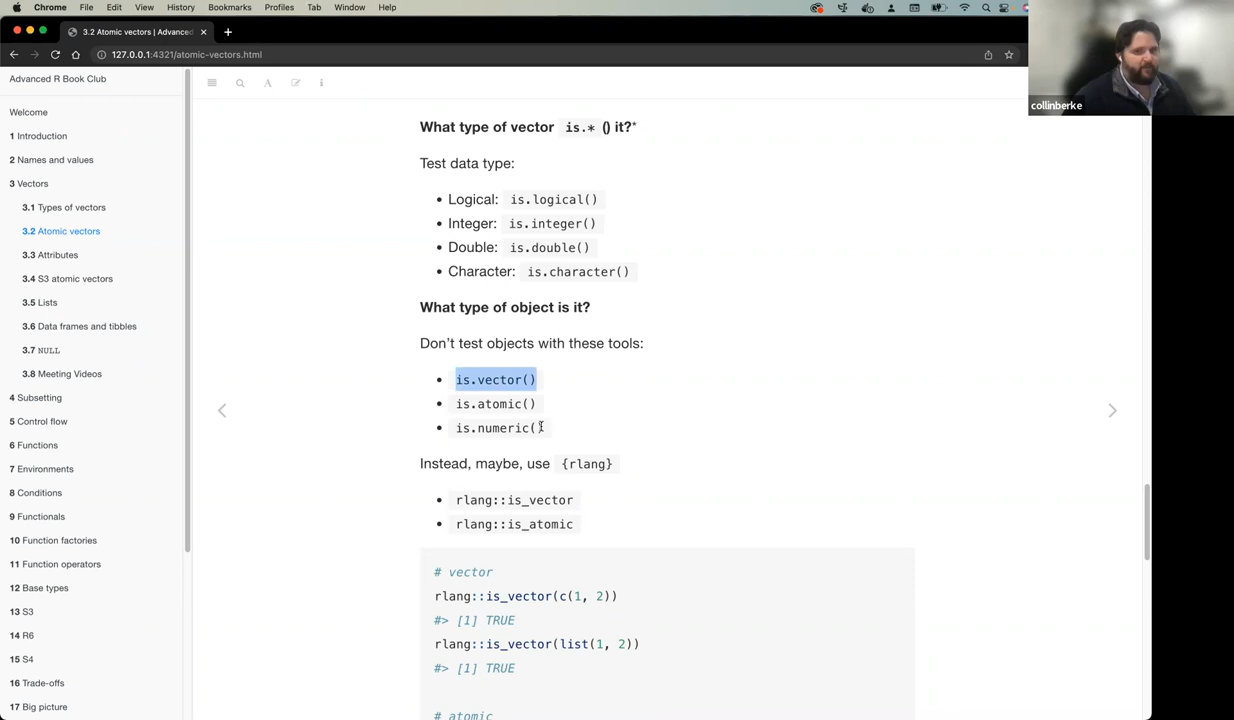 Chrome File Edit View History Bookmarks Profiles Tab Window Help
3.2 Atomic vectors | Advanced
127.0.0.1:4321/atomic-vectors.html
collinberke
Advanced R Book Club
Welcome
1 Introduction
2 Names and values
3 Vectors
3.1 Types of vectors
3.2 Atomic vectors
3.3 Attributes
3.4 S3 atomic vectors
3.5 Lists
3.6 Data frames and tibbles
3.7 NULL
3.8 Meeting Videos
4 Subsetting
5 Control flow
6 Functions
7 Environments
8 Conditions
9 Functionals
10 Function factories
11 Function operators
12 Base types
13 S3
14 R6
15 S4
16 Trade-offs
17 Big picture
What type of vector is.* () it?*
Test data type:
• Logical: is.logical()
• Integer: is.integer()
• Double: is.double()
• Character: is.character()
What type of object is it?
Don't test objects with these tools:
• is.vector()
• is.atomic()
• is.numeric()
Instead, maybe, use {rlang}
• rlang::is_vector
• rlang::is_atomic
# vector
rlang::is_vector(c(1, 2))
#> [1] TRUE
rlang::is_vector(list(1, 2))
#> [1] TRUE
# atomic